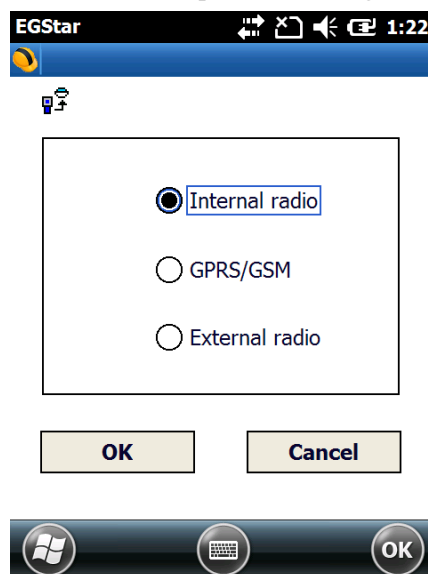 EGStar 1:22
Internal radio
GPRS/GSM
External radio
OK Cancel
OK